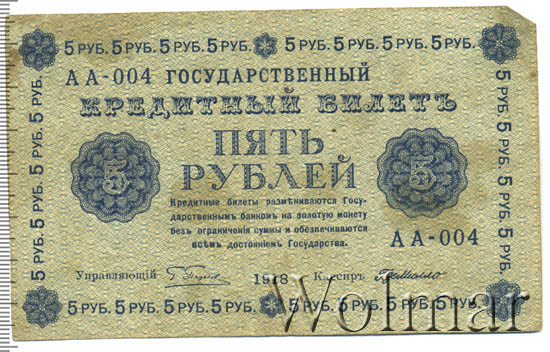 5 РУБ. 5 РУБ. 5 РУБ. 5 РУБ. 5 РУБ. 5 РУБ. 5 РУБ. 5 РУБ. 5 РУБ.
АА-004 ГОСУДАРСТВЕННЫЙ
КРЕДИТНЫЙ БИЛЕТЪ
ПЯТЬ
РУБЛЕЙ
5
5
Кредитные билеты размѣниваются Госу-
дарственнымъ банкомъ на золотую монету
безъ ограниченія суммы и обезпечиваются
всѣмъ достояніемъ Государства.
АА-004
Управляющій
1918
Кассиръ
5 РУБ. 5 РУБ. 5 РУБ. 5 РУБ.
5 РУБ. 5 РУБ. 5 РУБ. 5 РУБ.
5 РУБ. 5 РУБ. 5 РУБ. 5 РУБ. 5 РУБ. 5 РУБ.
Wolmar